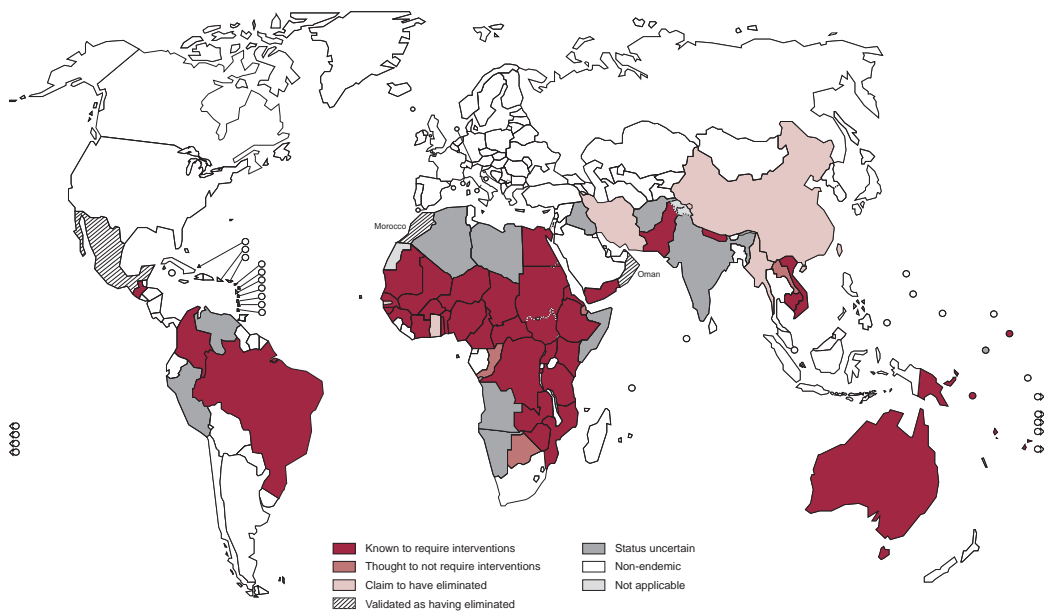 Morocco
Oman
Known to require interventions
Thought to not require interventions
Claim to have eliminated
Validated as having eliminated
Status uncertain
Non-endemic
Not applicable